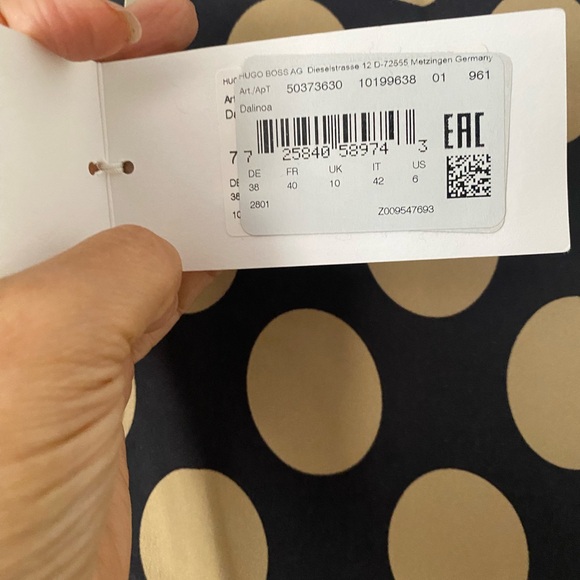 HUGO BOSS AG Dieselstrasse 12 D-72555 Metzingen Germany
Art./ApT 50373630 10199638 01 961
Dalinoa
EAC
7 25840 58974 3
DE FR UK IT US
38 40 10 42 6
2801
Z009547693